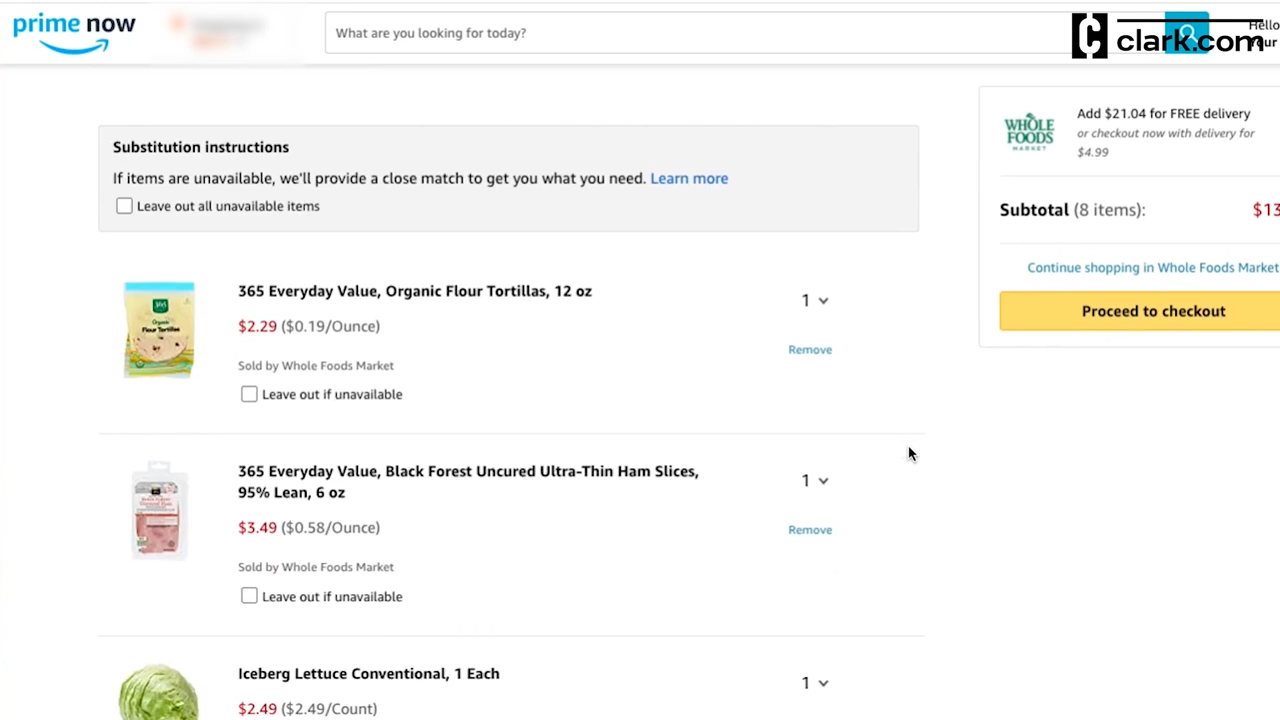 prime now
What are you looking for today?
Hello
clark.com
Substitution instructions
If items are unavailable, we'll provide a close match to get you what you need. Learn more
Leave out all unavailable items
WHOLE
FOODS
MARKET
Add $21.04 for FREE delivery
or checkout now with delivery for
$4.99
Subtotal (8 items): $13
Continue shopping in Whole Foods Market
Proceed to checkout
365
Organic
Flour Tortillas
365 Everyday Value, Organic Flour Tortillas, 12 oz
1
$2.29 ($0.19/Ounce)
Remove
Sold by Whole Foods Market
Leave out if unavailable
365 Everyday Value, Black Forest Uncured Ultra-Thin Ham Slices,
95% Lean, 6 oz
1
$3.49 ($0.58/Ounce)
Remove
Sold by Whole Foods Market
Leave out if unavailable
Iceberg Lettuce Conventional, 1 Each
1
$2.49 ($2.49/Count)